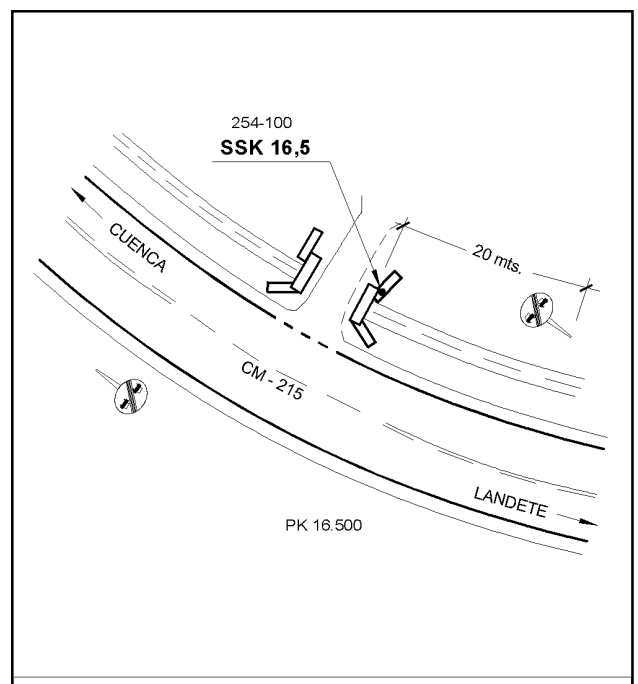 254-100
SSK 16,5
20 mts.
CUENCA
CM - 215
LANDETE
PK 16.500